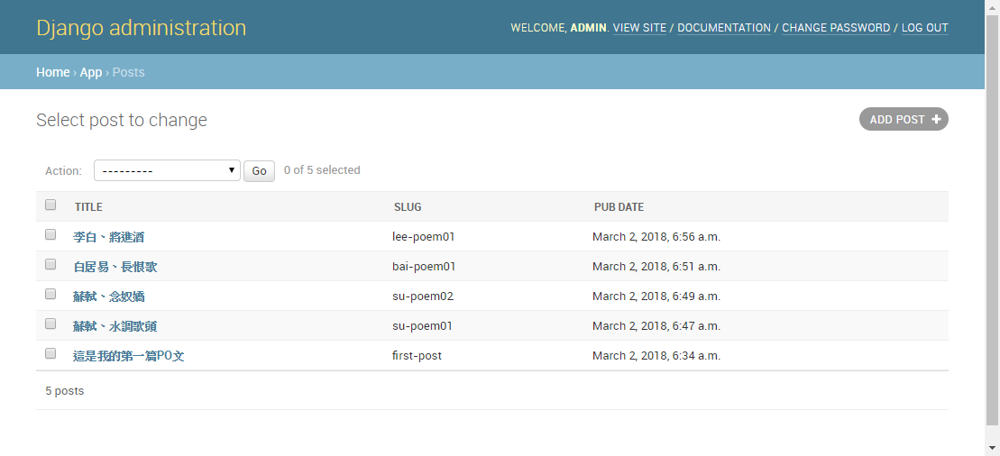 Django administration
WELCOME, ADMIN. VIEW SITE / DOCUMENTATION / CHANGE PASSWORD / LOG OUT
Home › App › Posts
Select post to change
ADD POST +
Action: --------- Go 0 of 5 selected
TITLE SLUG PUB DATE
李白、將進酒 lee-poem01 March 2, 2018, 6:56 a.m.
白居易、長恨歌 bai-poem01 March 2, 2018, 6:51 a.m.
蘇軾、念奴嬌 su-poem02 March 2, 2018, 6:49 a.m.
蘇軾、水調歌頭 su-poem01 March 2, 2018, 6:47 a.m.
這是我的第一篇PO文 first-post March 2, 2018, 6:34 a.m.
5 posts